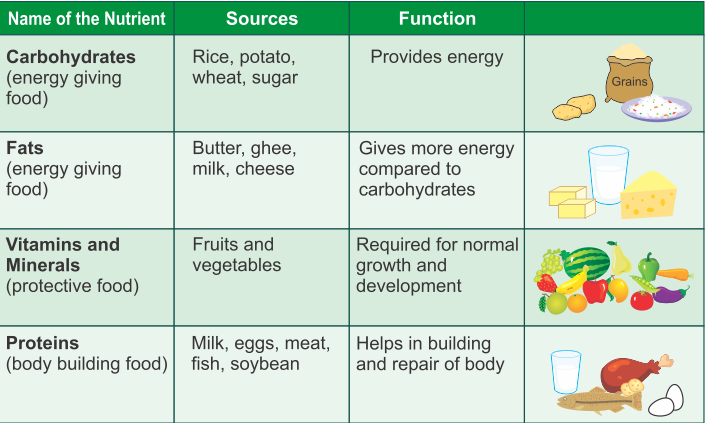 Name of the Nutrient
Sources
Function
Carbohydrates
(energy giving
food)
Rice, potato,
wheat, sugar
Provides energy
Grains
Fats
(energy giving
food)
Butter, ghee,
milk, cheese
Gives more energy
compared to
carbohydrates
Vitamins and
Minerals
(protective food)
Fruits and
vegetables
Required for normal
growth and
development
Proteins
(body building food)
Milk, eggs, meat,
fish, soybean
Helps in building
and repair of body